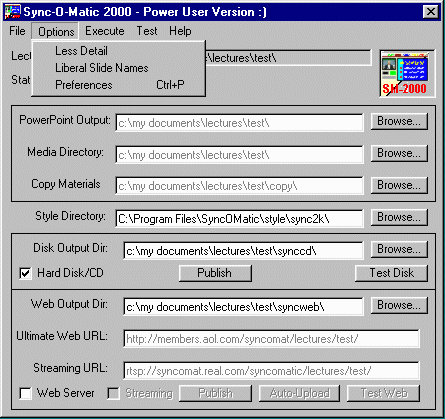 Sync-O-Matic 2000 - Power User Version :)
File Options Execute Test Help
Less Detail
Liberal Slide Names
Preferences Ctrl+P
Lect s\lectures\test\
Stat
SM-2000
PowerPoint Output: c:\my documents\lectures\test\ Browse...
Media Directory: c:\my documents\lectures\test\ Browse...
Copy Materials c:\my documents\lectures\test\copy\ Browse...
Style Directory: C:\Program Files\SyncOMatic\style\sync2k\ Browse...
Disk Output Dir: c:\my documents\lectures\test\synccd\ Browse...
Hard Disk/CD Publish Test Disk
Web Output Dir: c:\my documents\lectures\test\syncweb\ Browse...
Ultimate Web URL: http://members.aol.com/syncomat/lectures/test/
Streaming URL: rtsp://syncomat.real.com/syncomatic/lectures/test/
Web Server Streaming Publish Auto-Upload Test Web